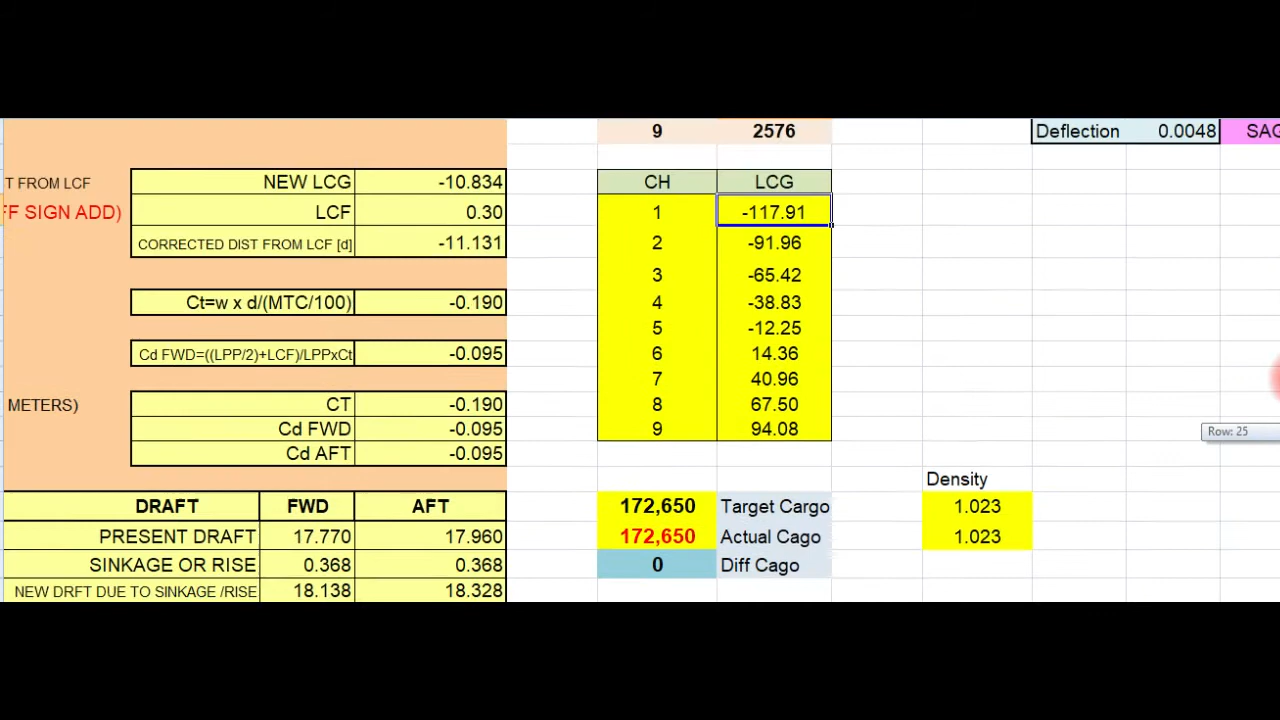 9 2576
Deflection 0.0048 SAG
T FROM LCF NEW LCG -10.834
CH LCG
FF SIGN ADD) LCF 0.30
1 -117.91
CORRECTED DIST FROM LCF [d] -11.131
2 -91.96
3 -65.42
Ct=w x d/(MTC/100) -0.190
4 -38.83
5 -12.25
Cd FWD=((LPP/2)+LCF)/LPPxCt -0.095
6 14.36
7 40.96
METERS) CT -0.190
8 67.50
Cd FWD -0.095
9 94.08
Row: 25
Cd AFT -0.095
Density
DRAFT FWD AFT
172,650 Target Cargo 1.023
PRESENT DRAFT 17.770 17.960
172,650 Actual Cago 1.023
SINKAGE OR RISE 0.368 0.368
0 Diff Cago
NEW DRFT DUE TO SINKAGE /RISE 18.138 18.328